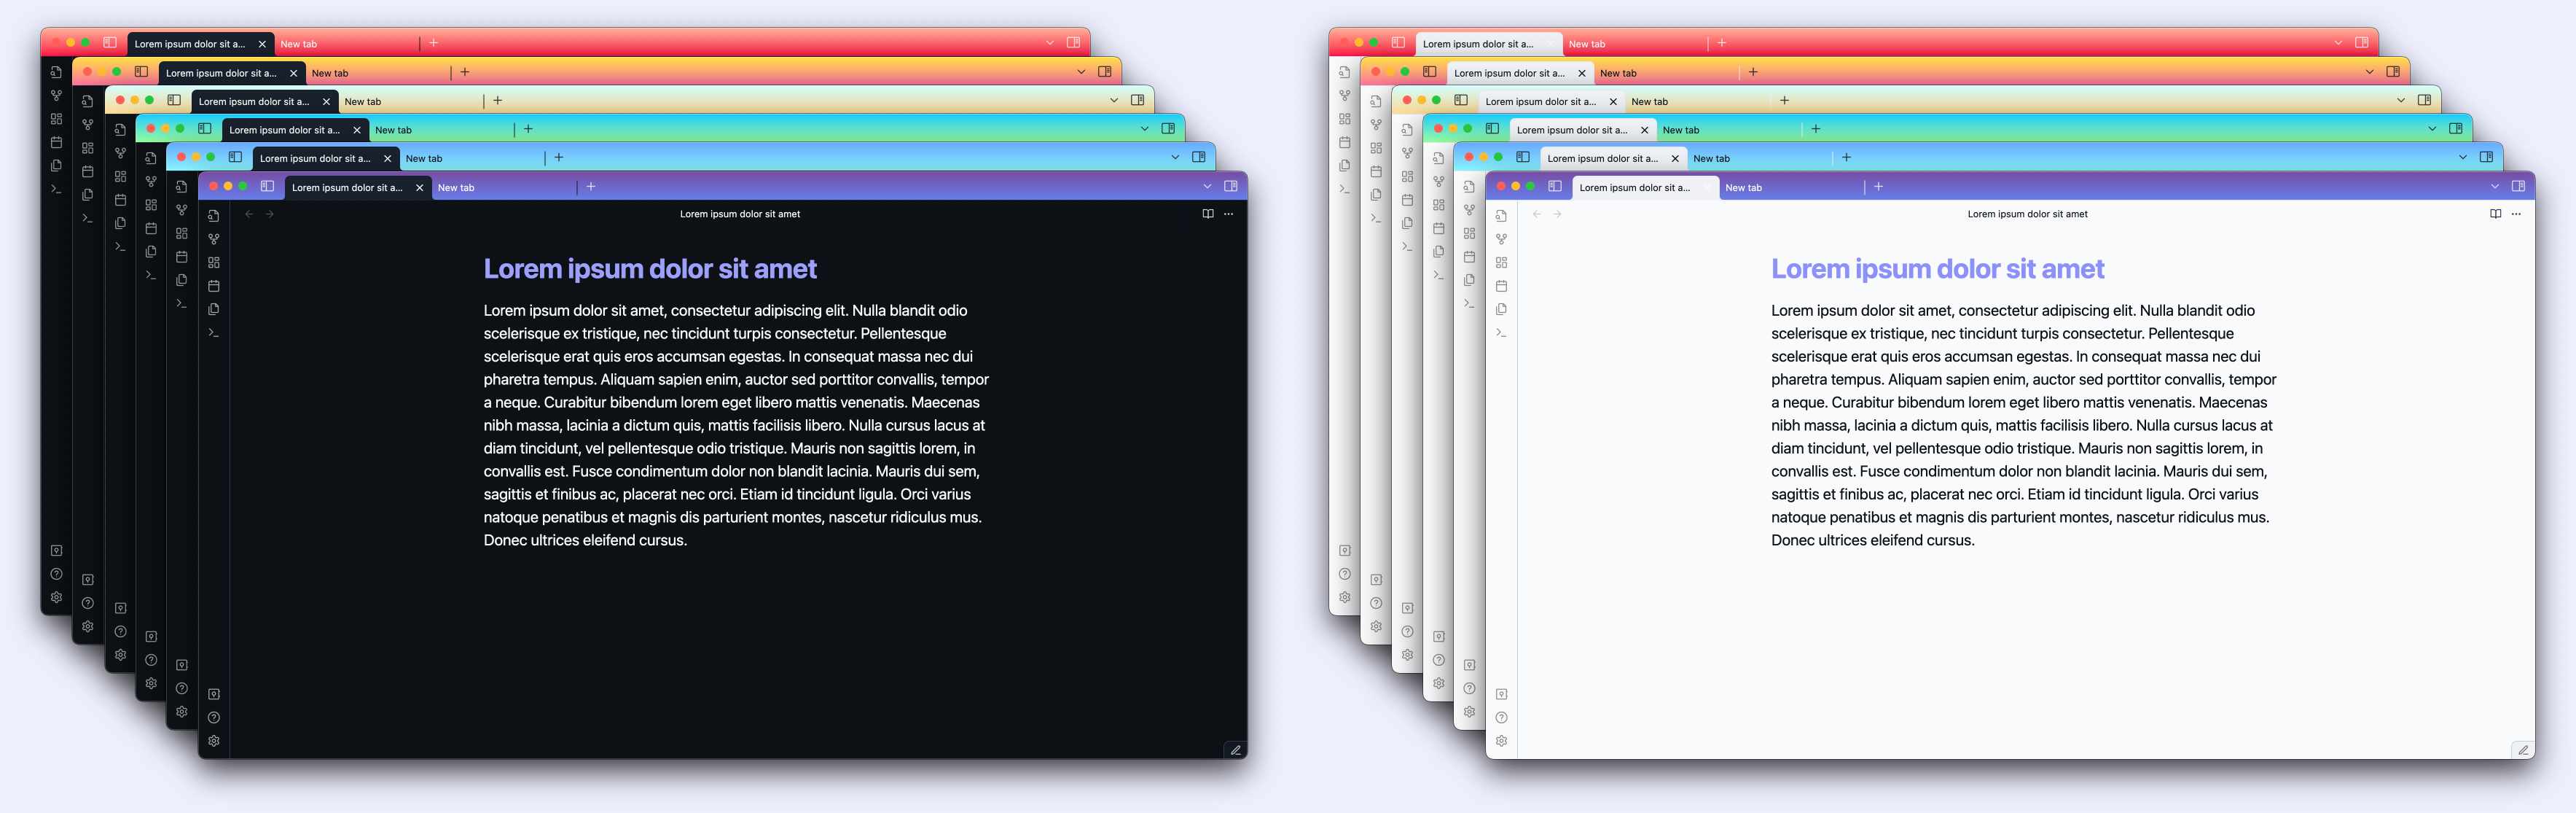 Lorem ipsum dolor sit a...
New tab
Lorem ipsum dolor sit a...
New tab
Lorem ipsum dolor sit a...
New tab
Lorem ipsum dolor sit a...
New tab
Lorem ipsum dolor sit a...
New tab
Lorem ipsum dolor sit a...
New tab
Lorem ipsum dolor sit amet
Lorem ipsum dolor sit amet
Lorem ipsum dolor sit amet, consectetur adipiscing elit. Nulla blandit odio
scelerisque ex tristique, nec tincidunt turpis consectetur. Pellentesque
scelerisque erat quis eros accumsan egestas. In consequat massa nec dui
pharetra tempus. Aliquam sapien enim, auctor sed porttitor convallis, tempor
a neque. Curabitur bibendum lorem eget libero mattis venenatis. Maecenas
nibh massa, lacinia a dictum quis, mattis facilisis libero. Nulla cursus lacus at
diam tincidunt, vel pellentesque odio tristique. Mauris non sagittis lorem, in
convallis est. Fusce condimentum dolor non blandit lacinia. Mauris dui sem,
sagittis et finibus ac, placerat nec orci. Etiam id tincidunt ligula. Orci varius
natoque penatibus et magnis dis parturient montes, nascetur ridiculus mus.
Donec ultrices eleifend cursus.
Lorem ipsum dolor sit a...
New tab
Lorem ipsum dolor sit a...
New tab
Lorem ipsum dolor sit a...
New tab
Lorem ipsum dolor sit a...
New tab
Lorem ipsum dolor sit a...
New tab
Lorem ipsum dolor sit a...
New tab
Lorem ipsum dolor sit amet
Lorem ipsum dolor sit amet
Lorem ipsum dolor sit amet, consectetur adipiscing elit. Nulla blandit odio
scelerisque ex tristique, nec tincidunt turpis consectetur. Pellentesque
scelerisque erat quis eros accumsan egestas. In consequat massa nec dui
pharetra tempus. Aliquam sapien enim, auctor sed porttitor convallis, tempor
a neque. Curabitur bibendum lorem eget libero mattis venenatis. Maecenas
nibh massa, lacinia a dictum quis, mattis facilisis libero. Nulla cursus lacus at
diam tincidunt, vel pellentesque odio tristique. Mauris non sagittis lorem, in
convallis est. Fusce condimentum dolor non blandit lacinia. Mauris dui sem,
sagittis et finibus ac, placerat nec orci. Etiam id tincidunt ligula. Orci varius
natoque penatibus et magnis dis parturient montes, nascetur ridiculus mus.
Donec ultrices eleifend cursus.